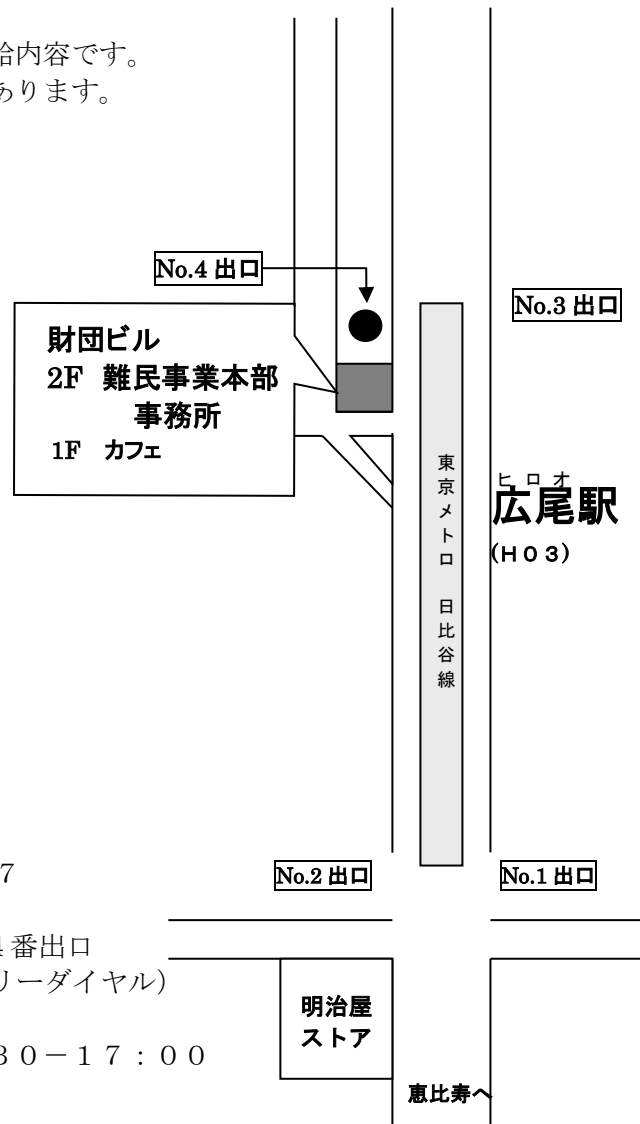 給内容です。
あります。
No.4 出口
No.3 出口
財団ビル
2F 難民事業本部
事務所
1F カフェ
東京メトロ 日比谷線
ヒロオ
広尾駅
(H03)
7
No.2 出口
No.1 出口
番出口
リーダイヤル)
明治屋
ストア
30－17：00
恵比寿へ